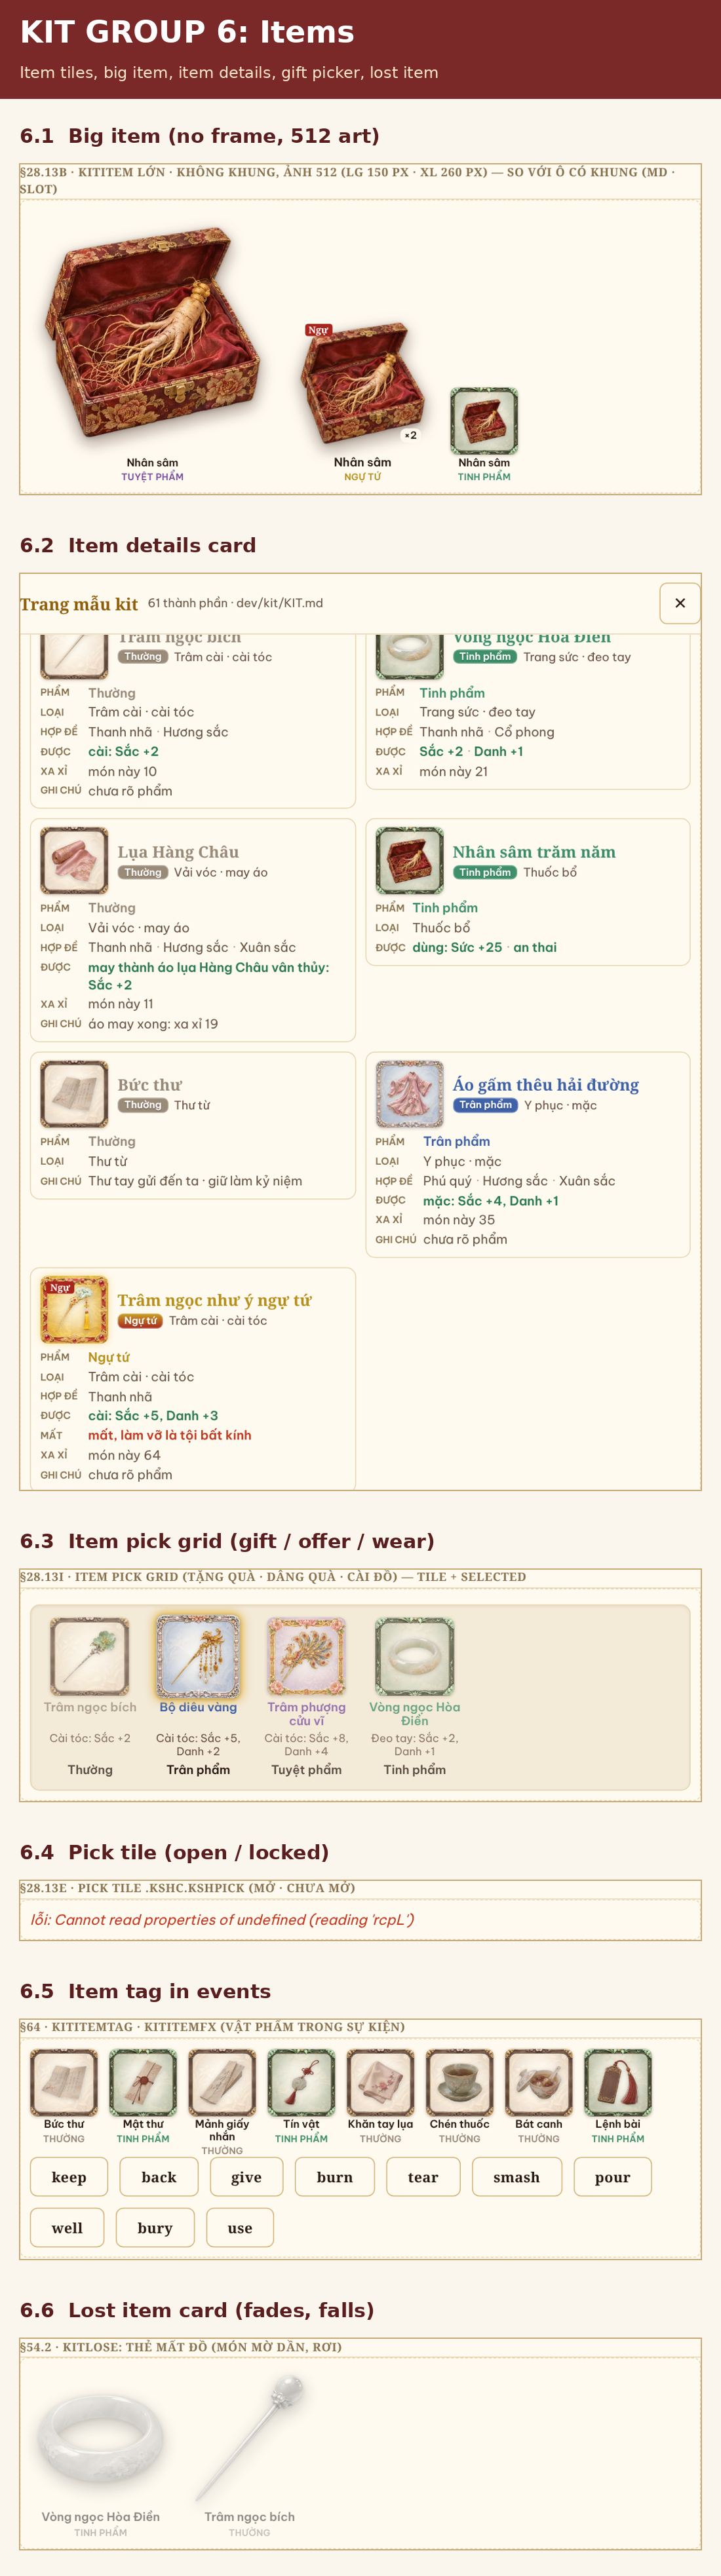 KIT GROUP 6: Items
Item tiles, big item, item details, gift picker, lost item
6.1 Big item (no frame, 512 art)
§28.13B · KITITEM LỚN · KHÔNG KHUNG, ẢNH 512 (LG 150 PX · XL 260 PX) — SO VỚI Ô CÓ KHUNG (MD ·
SLOT)
Ngự
×2
Nhân sâm
TUYỆT PHẨM
Nhân sâm
NGỰ TỨ
Nhân sâm
TINH PHẨM
6.2 Item details card
Trang mẫu kit 61 thành phần · dev/kit/KIT.md
✕
Trâm ngọc bích
Thường Trâm cài · cài tóc
PHẨM Thường
LOẠI Trâm cài · cài tóc
HỢP ĐỀ Thanh nhã · Hương sắc
ĐƯỢC cài: Sắc +2
XA XỈ món này 10
GHI CHÚ chưa rõ phẩm
Vòng ngọc Hòa Điền
Tinh phẩm Trang sức · đeo tay
PHẨM Tinh phẩm
LOẠI Trang sức · đeo tay
HỢP ĐỀ Thanh nhã · Cổ phong
ĐƯỢC Sắc +2 · Danh +1
XA XỈ món này 21
Lụa Hàng Châu
Thường Vải vóc · may áo
PHẨM Thường
LOẠI Vải vóc · may áo
HỢP ĐỀ Thanh nhã · Hương sắc · Xuân sắc
ĐƯỢC may thành áo lụa Hàng Châu vân thủy:
Sắc +2
XA XỈ món này 11
GHI CHÚ áo may xong: xa xỉ 19
Nhân sâm trăm năm
Tinh phẩm Thuốc bổ
PHẨM Tinh phẩm
LOẠI Thuốc bổ
ĐƯỢC dùng: Sức +25 · an thai
Bức thư
Thường Thư từ
PHẨM Thường
LOẠI Thư từ
GHI CHÚ Thư tay gửi đến ta · giữ làm kỷ niệm
Áo gấm thêu hải đường
Trân phẩm Y phục · mặc
PHẨM Trân phẩm
LOẠI Y phục · mặc
HỢP ĐỀ Phú quý · Hương sắc · Xuân sắc
ĐƯỢC mặc: Sắc +4, Danh +1
XA XỈ món này 35
GHI CHÚ chưa rõ phẩm
Ngự
Trâm ngọc như ý ngự tứ
Ngự tứ Trâm cài · cài tóc
PHẨM Ngự tứ
LOẠI Trâm cài · cài tóc
HỢP ĐỀ Thanh nhã
ĐƯỢC cài: Sắc +5, Danh +3
MẤT mất, làm vỡ là tội bất kính
XA XỈ món này 64
GHI CHÚ chưa rõ phẩm
6.3 Item pick grid (gift / offer / wear)
§28.13I · ITEM PICK GRID (TẶNG QUÀ · DÂNG QUÀ · CÀI ĐỒ) — TILE + SELECTED
Trâm ngọc bích
Cài tóc: Sắc +2
Thường
Bộ diêu vàng
Cài tóc: Sắc +5,
Danh +2
Trân phẩm
Trâm phượng
cửu vĩ
Cài tóc: Sắc +8,
Danh +4
Tuyệt phẩm
Vòng ngọc Hòa
Điền
Đeo tay: Sắc +2,
Danh +1
Tinh phẩm
6.4 Pick tile (open / locked)
§28.13E · PICK TILE .KSHC.KSHPICK (MỞ · CHƯA MỞ)
lỗi: Cannot read properties of undefined (reading 'rcpL')
6.5 Item tag in events
§64 · KITITEMTAG · KITITEMFX (VẬT PHẨM TRONG SỰ KIỆN)
Bức thư
THƯỜNG
Mật thư
TINH PHẨM
Mảnh giấy
nhắn
THƯỜNG
Tín vật
TINH PHẨM
Khăn tay lụa
THƯỜNG
Chén thuốc
THƯỜNG
Bát canh
THƯỜNG
Lệnh bài
TINH PHẨM
keep back give burn tear smash pour
well bury use
6.6 Lost item card (fades, falls)
§54.2 · KITLOSE: THẺ MẤT ĐỒ (MÓN MỜ DẦN, RƠI)
Vòng ngọc Hòa Điền
TINH PHẨM
Trâm ngọc bích
THƯỜNG